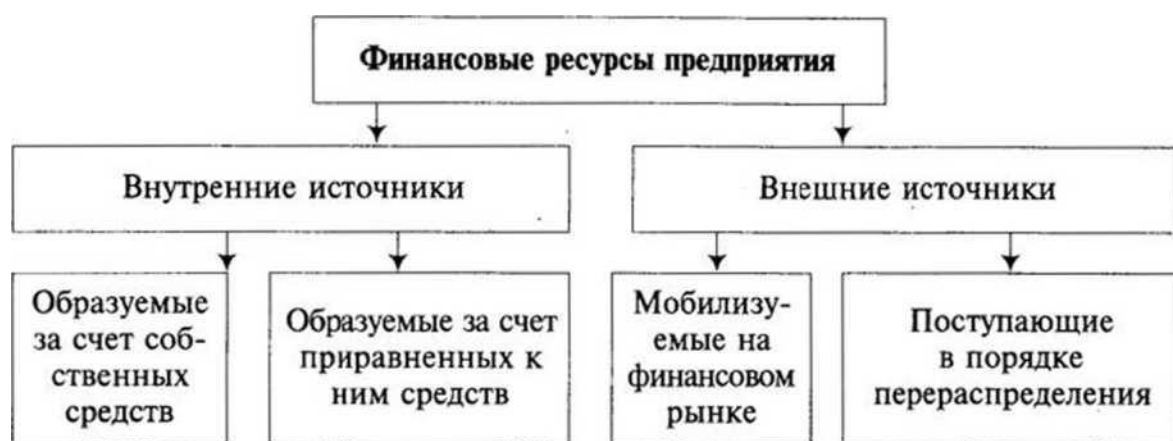 Финансовые ресурсы предприятия
Внутренние источники
Внешние источники
Образуемые
за счет соб-
ственных
средств
Образуемые за счет
приравненных к
ним средств
Мобилизу-
емые на
финансовом
рынке
Поступающие
в порядке
перераспределения